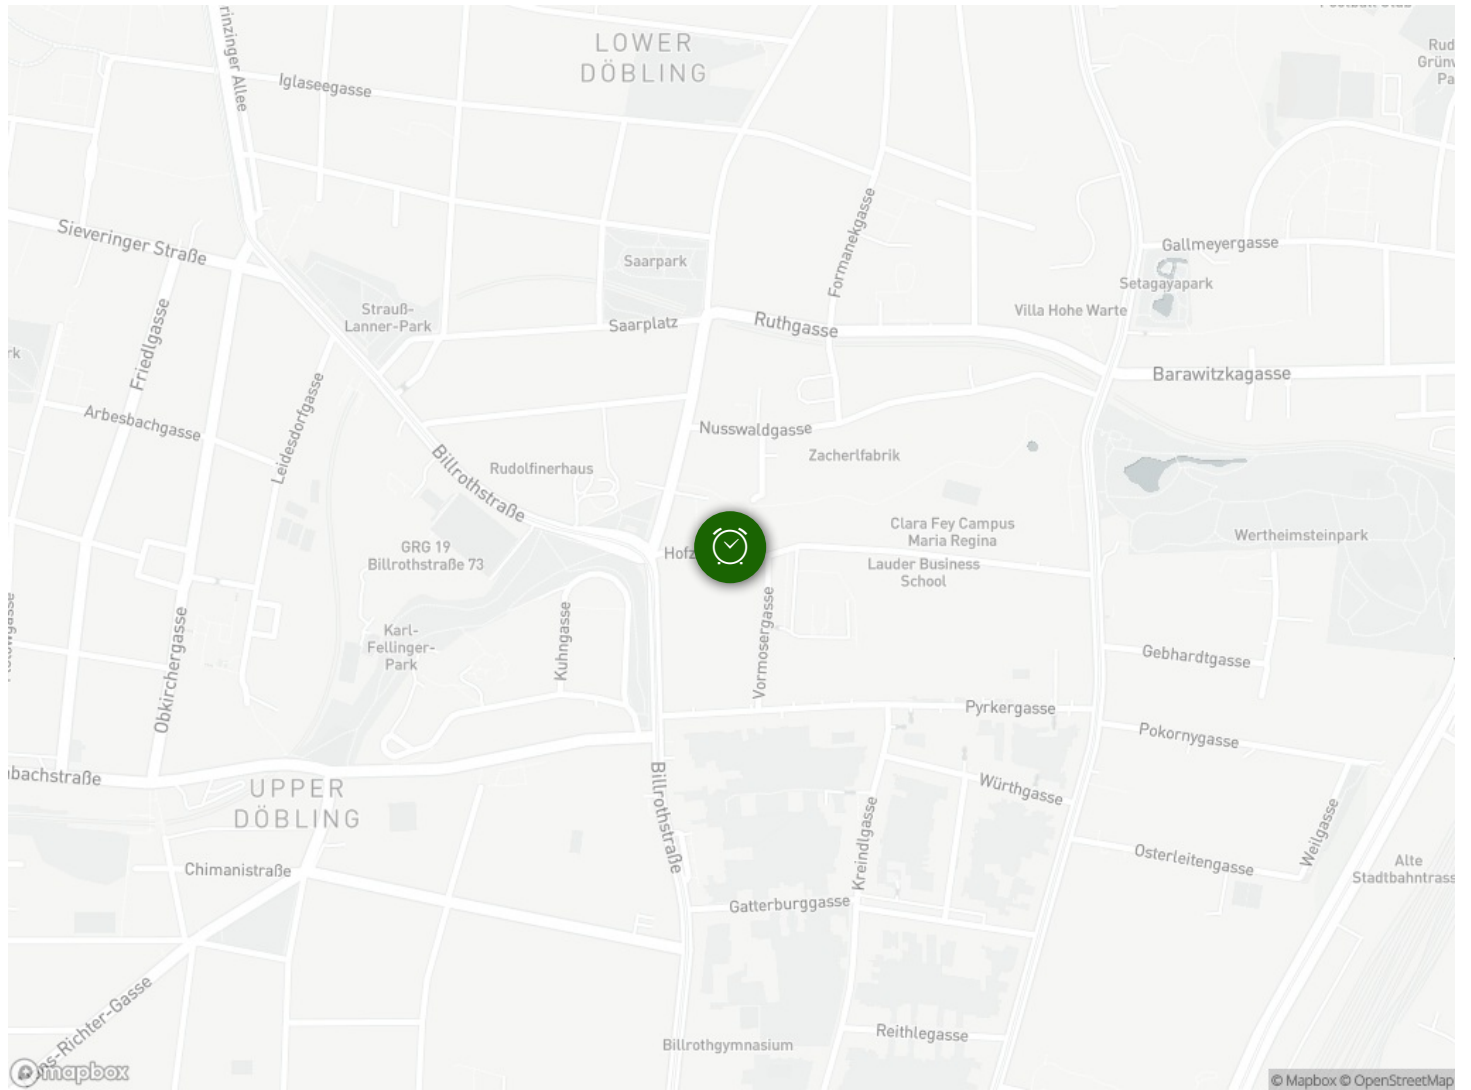 LOWER
DÖBLING
Iglaseegasse
Sieveringer Straße
Saarpark
Formanekgasse
Gallmeyergasse
Setagayapark
Strauß-
Lanner-Park
Saarplatz
Ruthgasse
Villa Hohe Warte
Friedlgasse
Barawitzkagasse
Arbesbachgasse
Leidesdorfgasse
Nusswaldgasse
Zacherlfabrik
Billrothstraße
Rudolfinerhaus
Clara Fey Campus
Maria Regina
Wertheimsteinpark
GRG 19
Billrothstraße 73
Lauder Business
School
Karl-
Fellinger-
Park
Kuhngasse
Vormosergasse
Gebhardtgasse
Obkirchergasse
Pyrkergasse
Pokornygasse
UPPER
DÖBLING
Billrothstraße
Würthgasse
Kreindlgasse
Weilgasse
Osterleitengasse
Chimanistraße
Alte
Gatterburggasse
Reithlegasse
Billrothgymnasium
mapbox
© Mapbox © OpenStreetMap